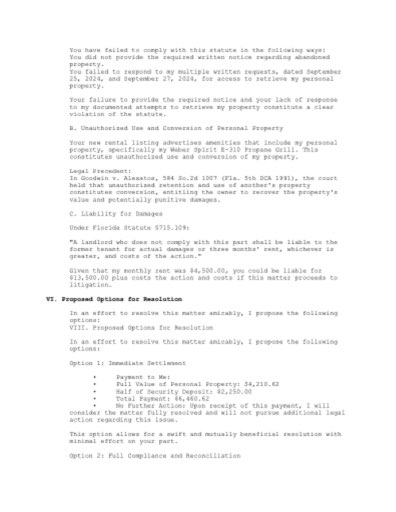 You have failed to comply with this statute in the following ways:
You did not provide the required written notice regarding abandoned
property.
You failed to respond to my multiple written requests, dated September
25, 2024, and September 27, 2024, for access to retrieve my personal
property.
Your failure to provide the required notice and your lack of response
to my documented attempts to retrieve my property constitute a clear
violation of the statute.
B. Unauthorized Use and Conversion of Personal Property
Your new rental listing advertises amenities that include my personal
property, specifically my Weber Spirit E-310 Propane Grill. This
constitutes unauthorized use and conversion of my property.
Legal Precedent:
In Goodwin v. Alexatos, 584 So.2d 1007 (Fla. 5th DCA 1991), the court
held that unauthorized retention and use of another's property
constitutes conversion, entitling the owner to recover the property's
value and potentially punitive damages.
C. Liability for Damages
Under Florida Statute §715.109:
"A landlord who does not comply with this part shall be liable to the
former tenant for actual damages or three months' rent, whichever is
greater, and costs of the action."
Given that my monthly rent was $4,500.00, you could be liable for
$13,500.00 plus costs the action and costs if this matter proceeds to
litigation.
VI. Proposed Options for Resolution
In an effort to resolve this matter amicably, I propose the following
options:
VIII. Proposed Options for Resolution
In an effort to resolve this matter amicably, I propose the following
options:
Option 1: Immediate Settlement
• Payment to Me:
• Full Value of Personal Property: $4,210.62
• Half of Security Deposit: $2,250.00
• Total Payment: $6,460.62
• No Further Action: Upon receipt of this payment, I will
consider the matter fully resolved and will not pursue additional legal
action regarding this issue.
This option allows for a swift and mutually beneficial resolution with
minimal effort on your part.
Option 2: Full Compliance and Reconciliation